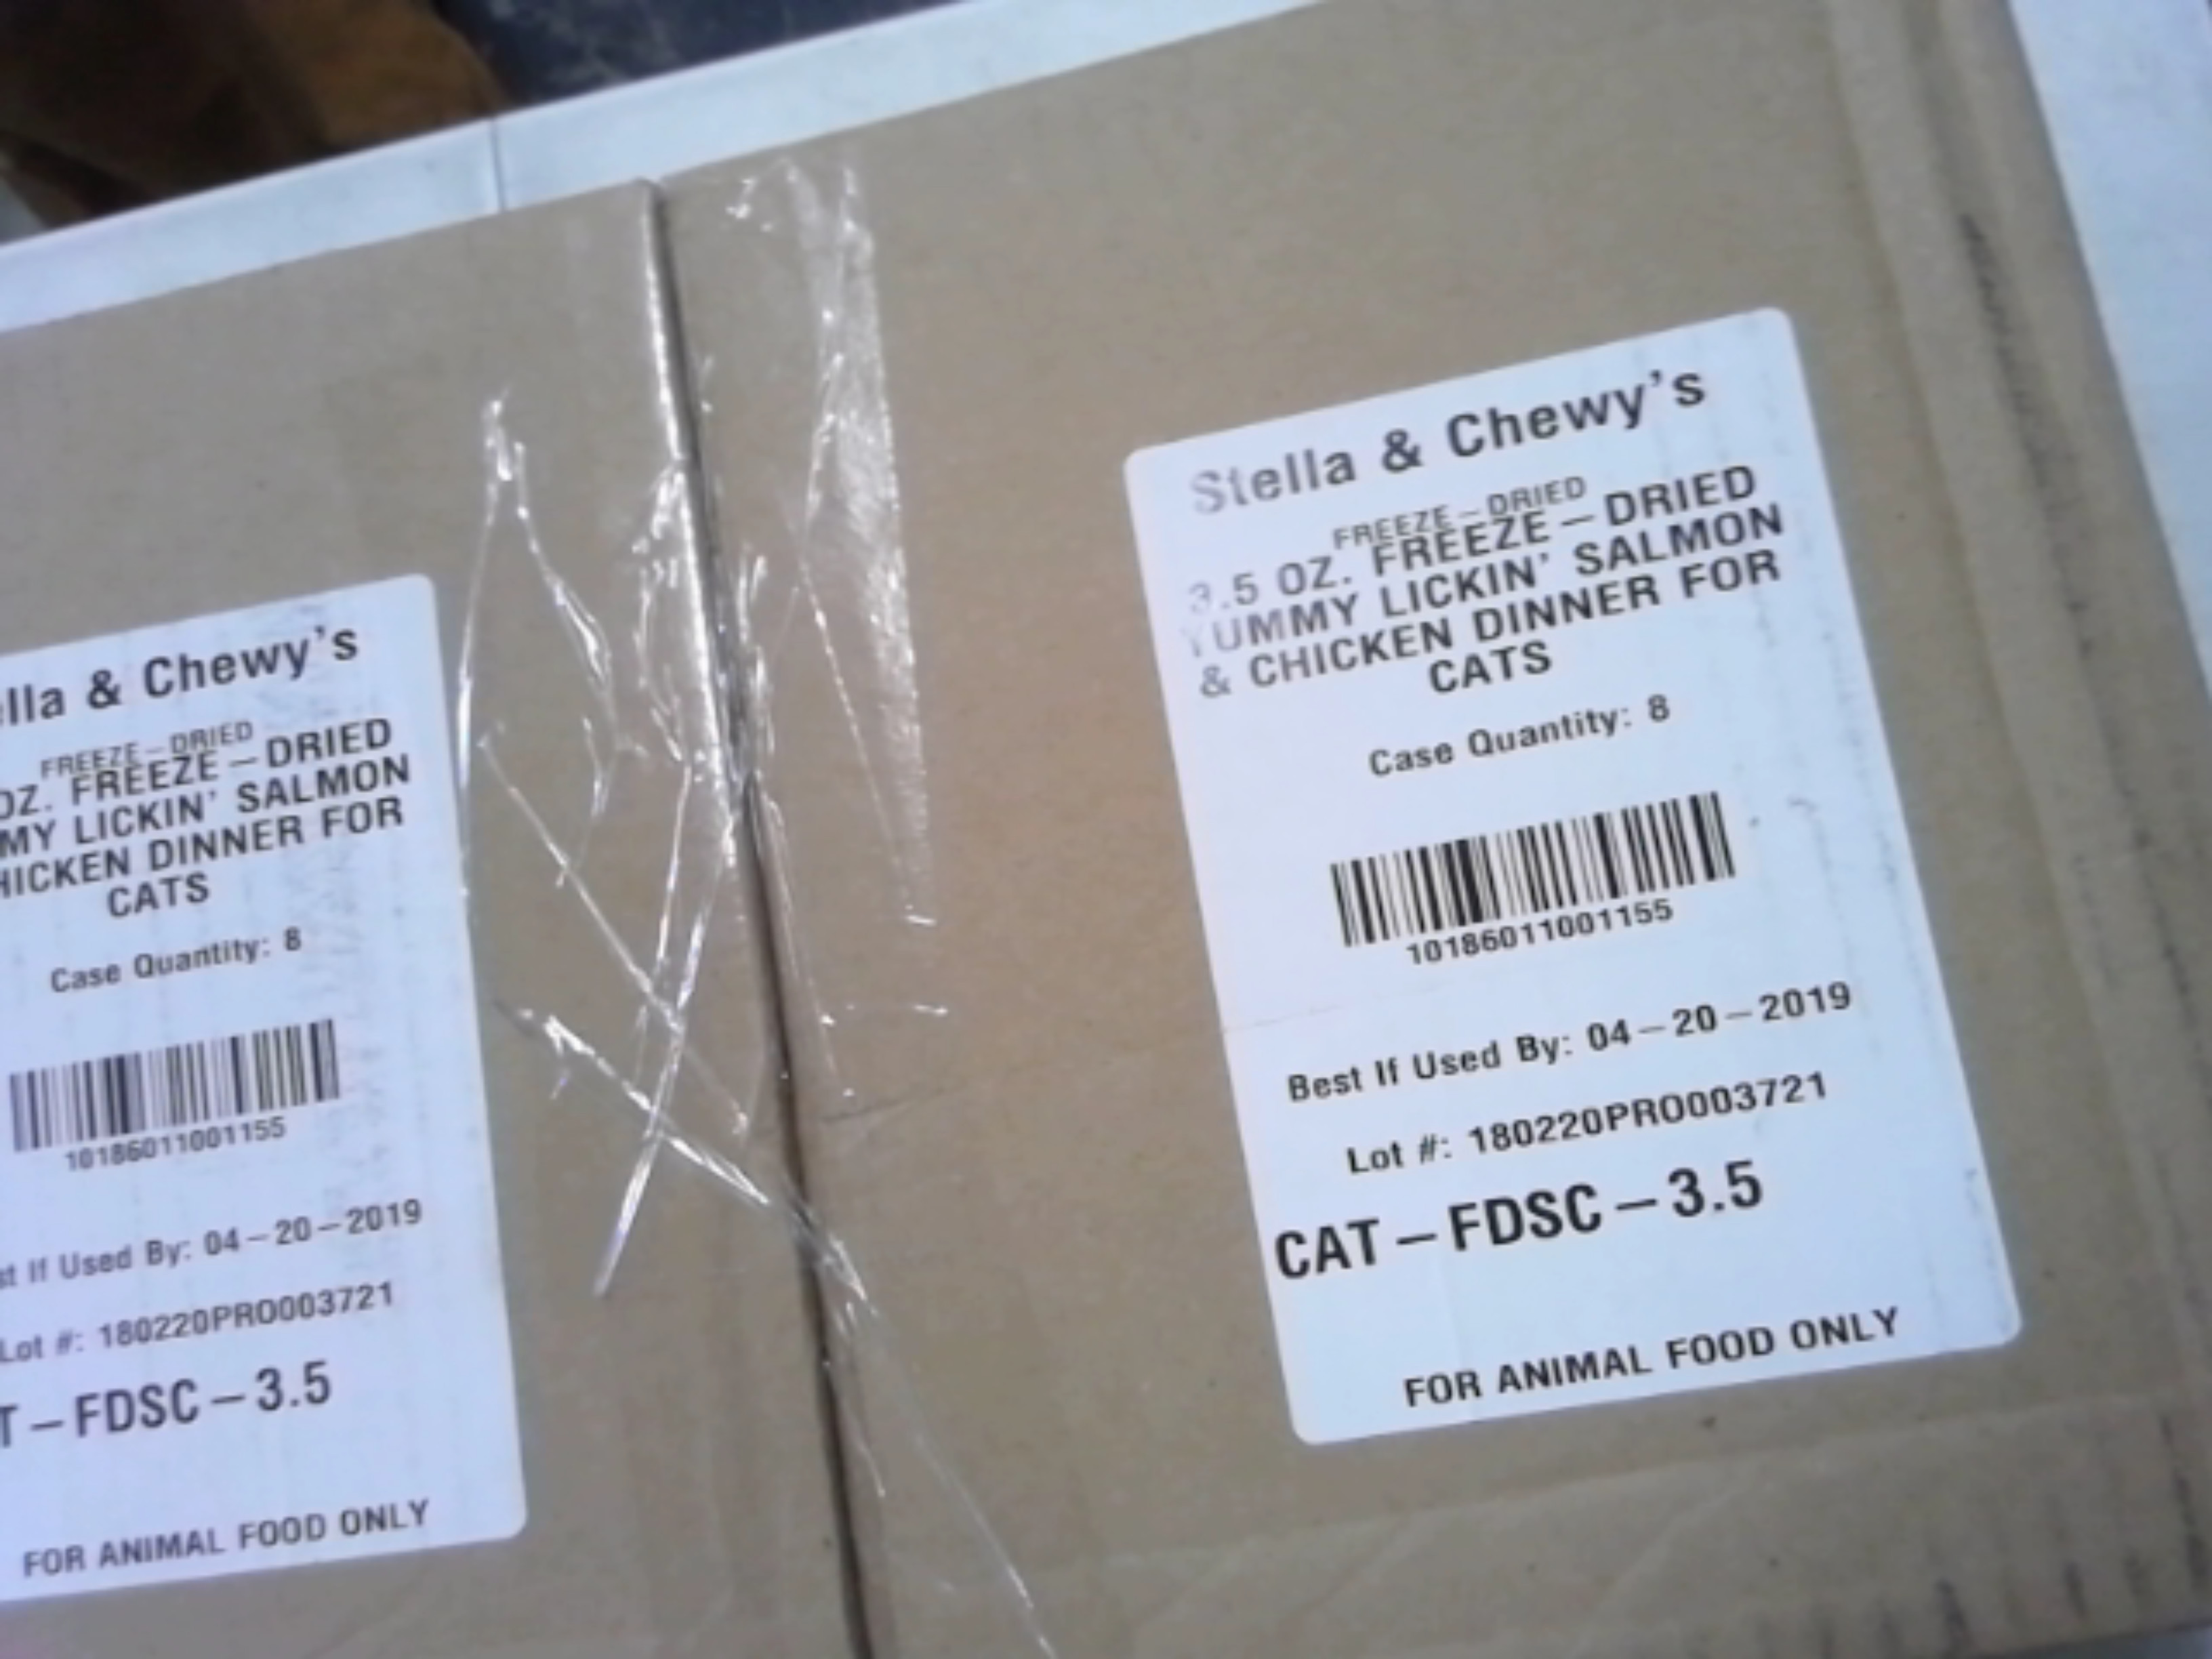 Stella & Chewy's
FREEZE-DRIED
3.5 OZ. FREEZE-DRIED
YUMMY LICKIN' SALMON
& CHICKEN DINNER FOR
CATS
Case Quantity: 8
10186011001155
Best If Used By: 04-20-2019
Lot #: 180220PRO003721
CAT-FDSC-3.5
FOR ANIMAL FOOD ONLY
ella & Chewy's
FREEZE-DRIED
OZ. FREEZE-DRIED
MY LICKIN' SALMON
HICKEN DINNER FOR
CATS
Case Quantity: 8
10186011001155
st If Used By: 04-20-2019
Lot #: 180220PRO003721
T-FDSC-3.5
FOR ANIMAL FOOD ONLY